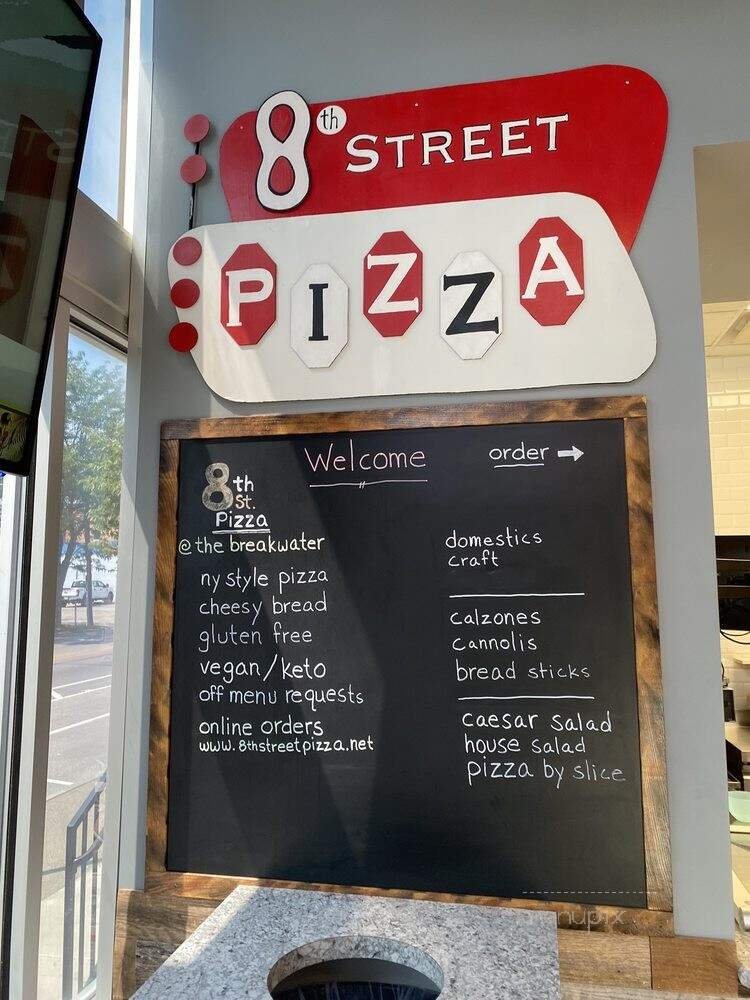 8th STREET
PIZZA
Welcome
order →
8th
St.
Pizza
@ the breakwater
ny style pizza
cheesy bread
gluten free
vegan/keto
off menu requests
online orders
www.8thstreetpizza.net
domestics
craft
calzones
cannolis
bread sticks
caesar salad
house salad
pizza by slice
menupix